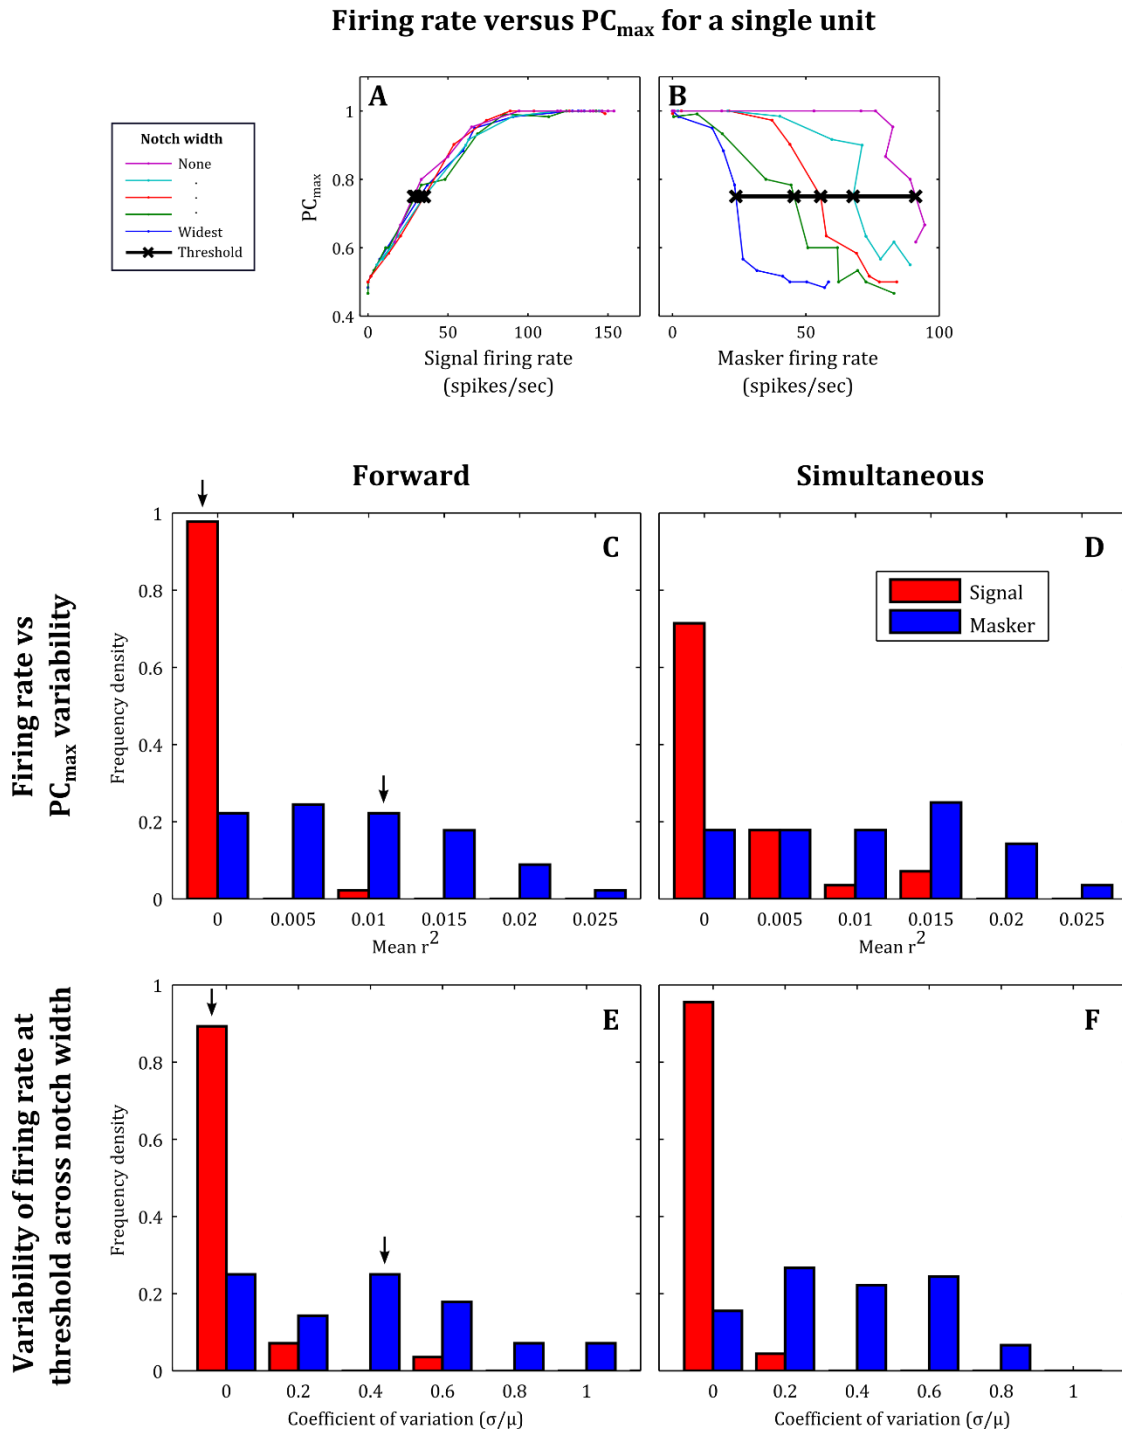 Firing rate versus PCmax for a single unit
Notch width
None
.
.
.
Widest
Threshold
A
B
PCmax
1
0.8
0.6
0.4
0
50
100
150
0
50
100
Signal firing rate
(spikes/sec)
Masker firing rate
(spikes/sec)
Forward
Simultaneous
Firing rate vs
PCmax variability
Frequency density
1
0.8
0.6
0.4
0.2
0
C
D
Signal
Masker
0
0.005
0.01
0.015
0.02
0.025
Mean r2
0
0.005
0.01
0.015
0.02
0.025
Mean r2
Variability of firing rate at
threshold across notch width
Frequency density
1
0.8
0.6
0.4
0.2
0
E
F
0
0.2
0.4
0.6
0.8
1
Coefficient of variation (σ/μ)
0
0.2
0.4
0.6
0.8
1
Coefficient of variation (σ/μ)